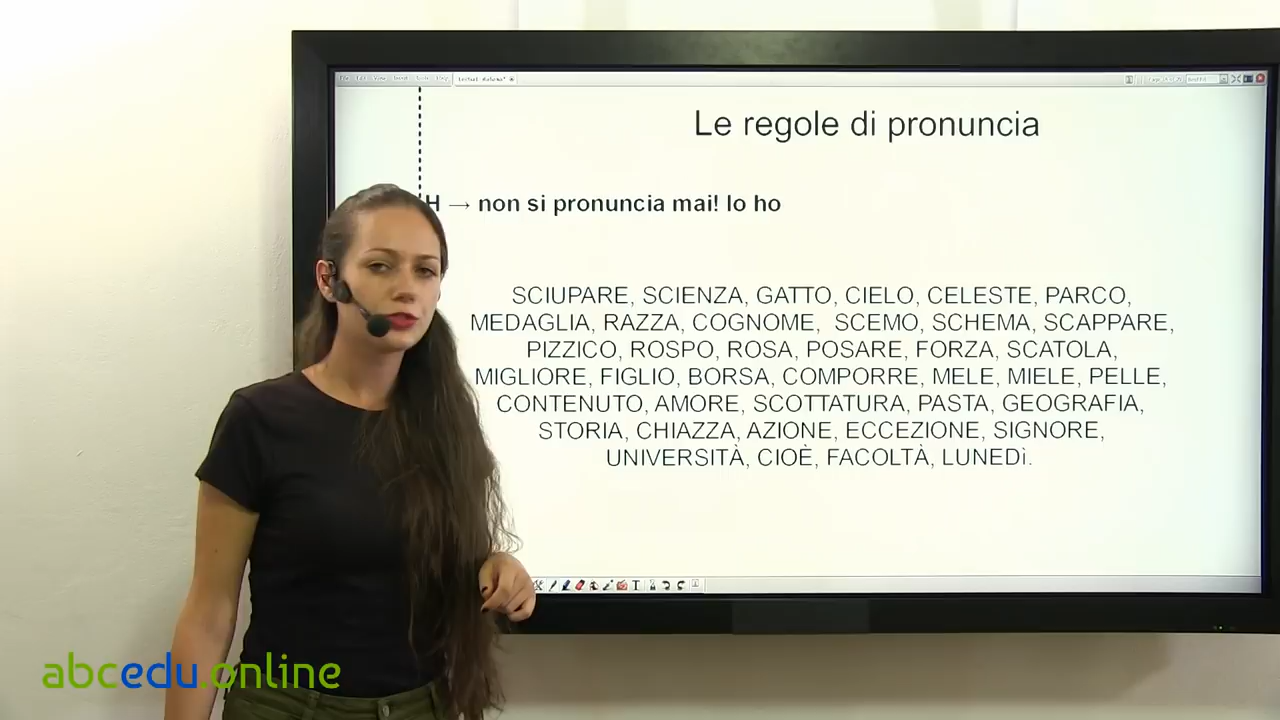 Le regole di pronuncia
H → non si pronuncia mai! Io ho
SCIUPARE, SCIENZA, GATTO, CIELO, CELESTE, PARCO,
MEDAGLIA, RAZZA, COGNOME, SCEMO, SCHEMA, SCAPPARE,
PIZZICO, ROSPO, ROSA, POSARE, FORZA, SCATOLA,
MIGLIORE, FIGLIO, BORSA, COMPORRE, MELE, MIELE, PELLE,
CONTENUTO, AMORE, SCOTTATURA, PASTA, GEOGRAFIA,
STORIA, CHIAZZA, AZIONE, ECCEZIONE, SIGNORE,
UNIVERSITÀ, CIOÈ, FACOLTÀ, LUNEDì.
abcedu.online